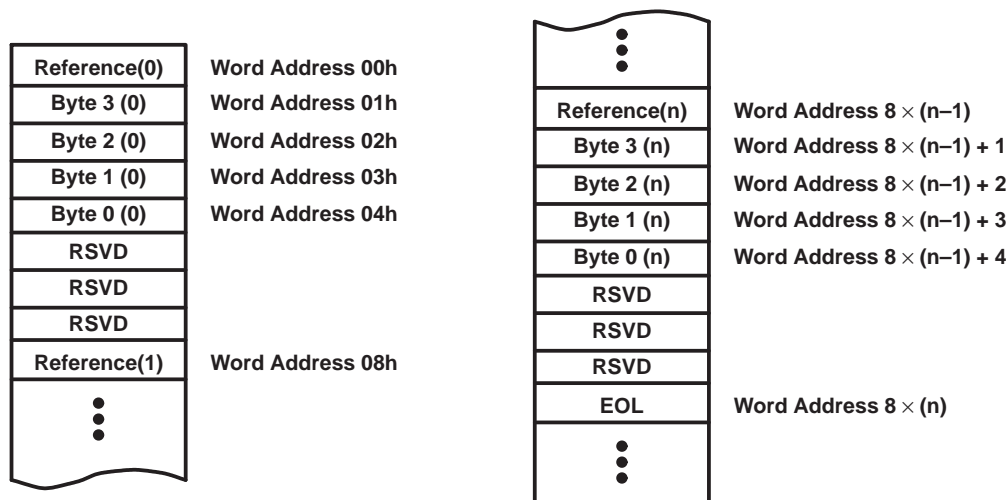 Reference(0) Word Address 00h
Byte 3 (0) Word Address 01h
Byte 2 (0) Word Address 02h
Byte 1 (0) Word Address 03h
Byte 0 (0) Word Address 04h
RSVD
RSVD
RSVD
Reference(1) Word Address 08h
Reference(n) Word Address 8 × (n–1)
Byte 3 (n) Word Address 8 × (n–1) + 1
Byte 2 (n) Word Address 8 × (n–1) + 2
Byte 1 (n) Word Address 8 × (n–1) + 3
Byte 0 (n) Word Address 8 × (n–1) + 4
RSVD
RSVD
RSVD
EOL Word Address 8 × (n)